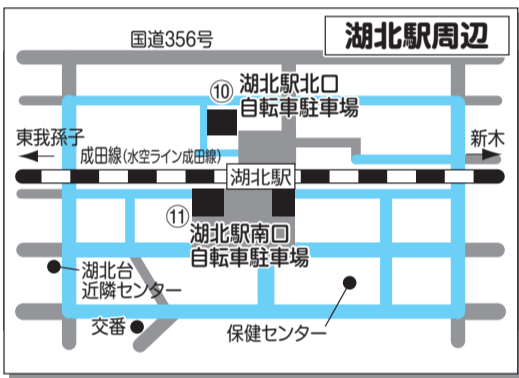 湖北駅周辺
国道356号
⑩
湖北駅北口
自転車駐車場
東我孫子
成田線(水空ライン成田線)
新木
湖北駅
⑪
湖北駅南口
自転車駐車場
湖北台
近隣センター
交番
保健センター